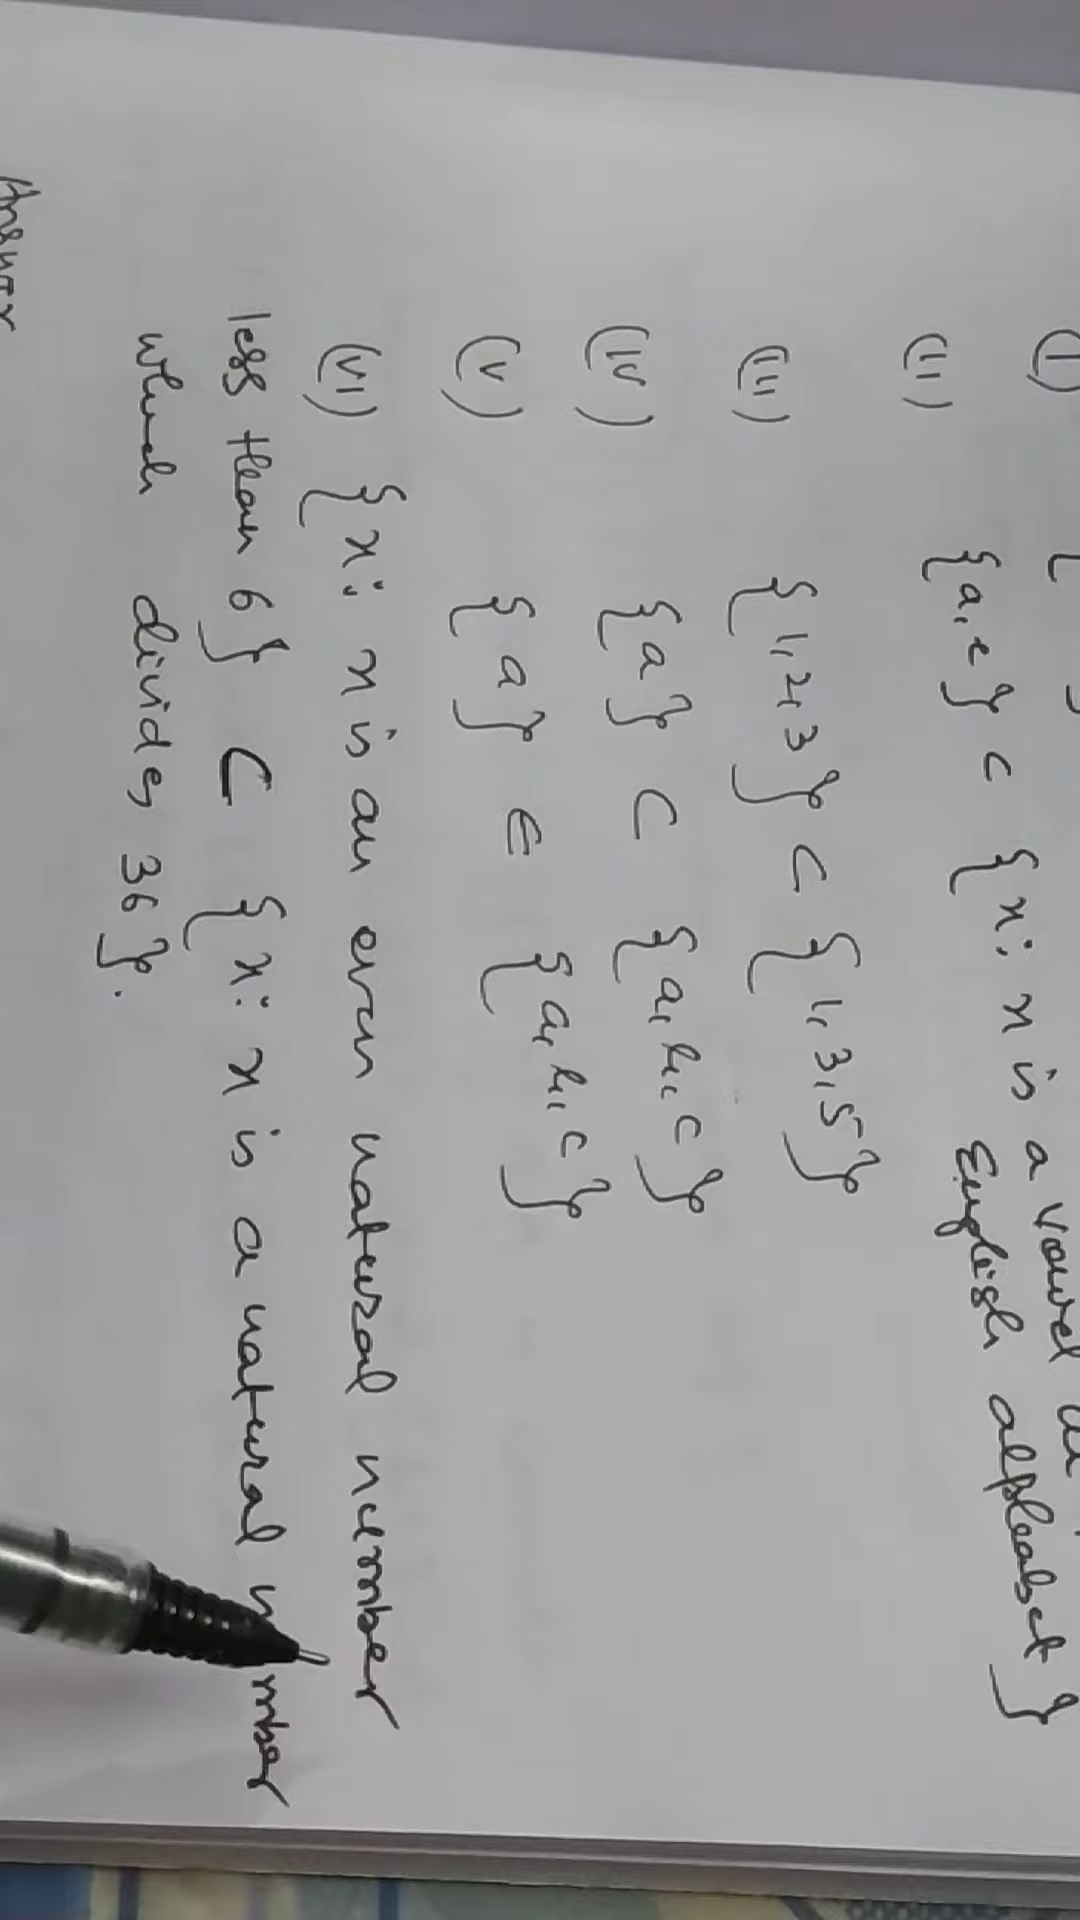 (I) {
(II) {a, e} ⊂ {x: x is a vowel in
English alphabet}
(III) {1, 2, 3} ⊂ {1, 3, 5}
(IV) {a} ⊂ {a, b, c}
(V) {a} ∈ {a, b, c}
(VI) {x: x is an even natural number
less than 6} ⊂ {x: x is a natural number
which divides 36}.
Answer